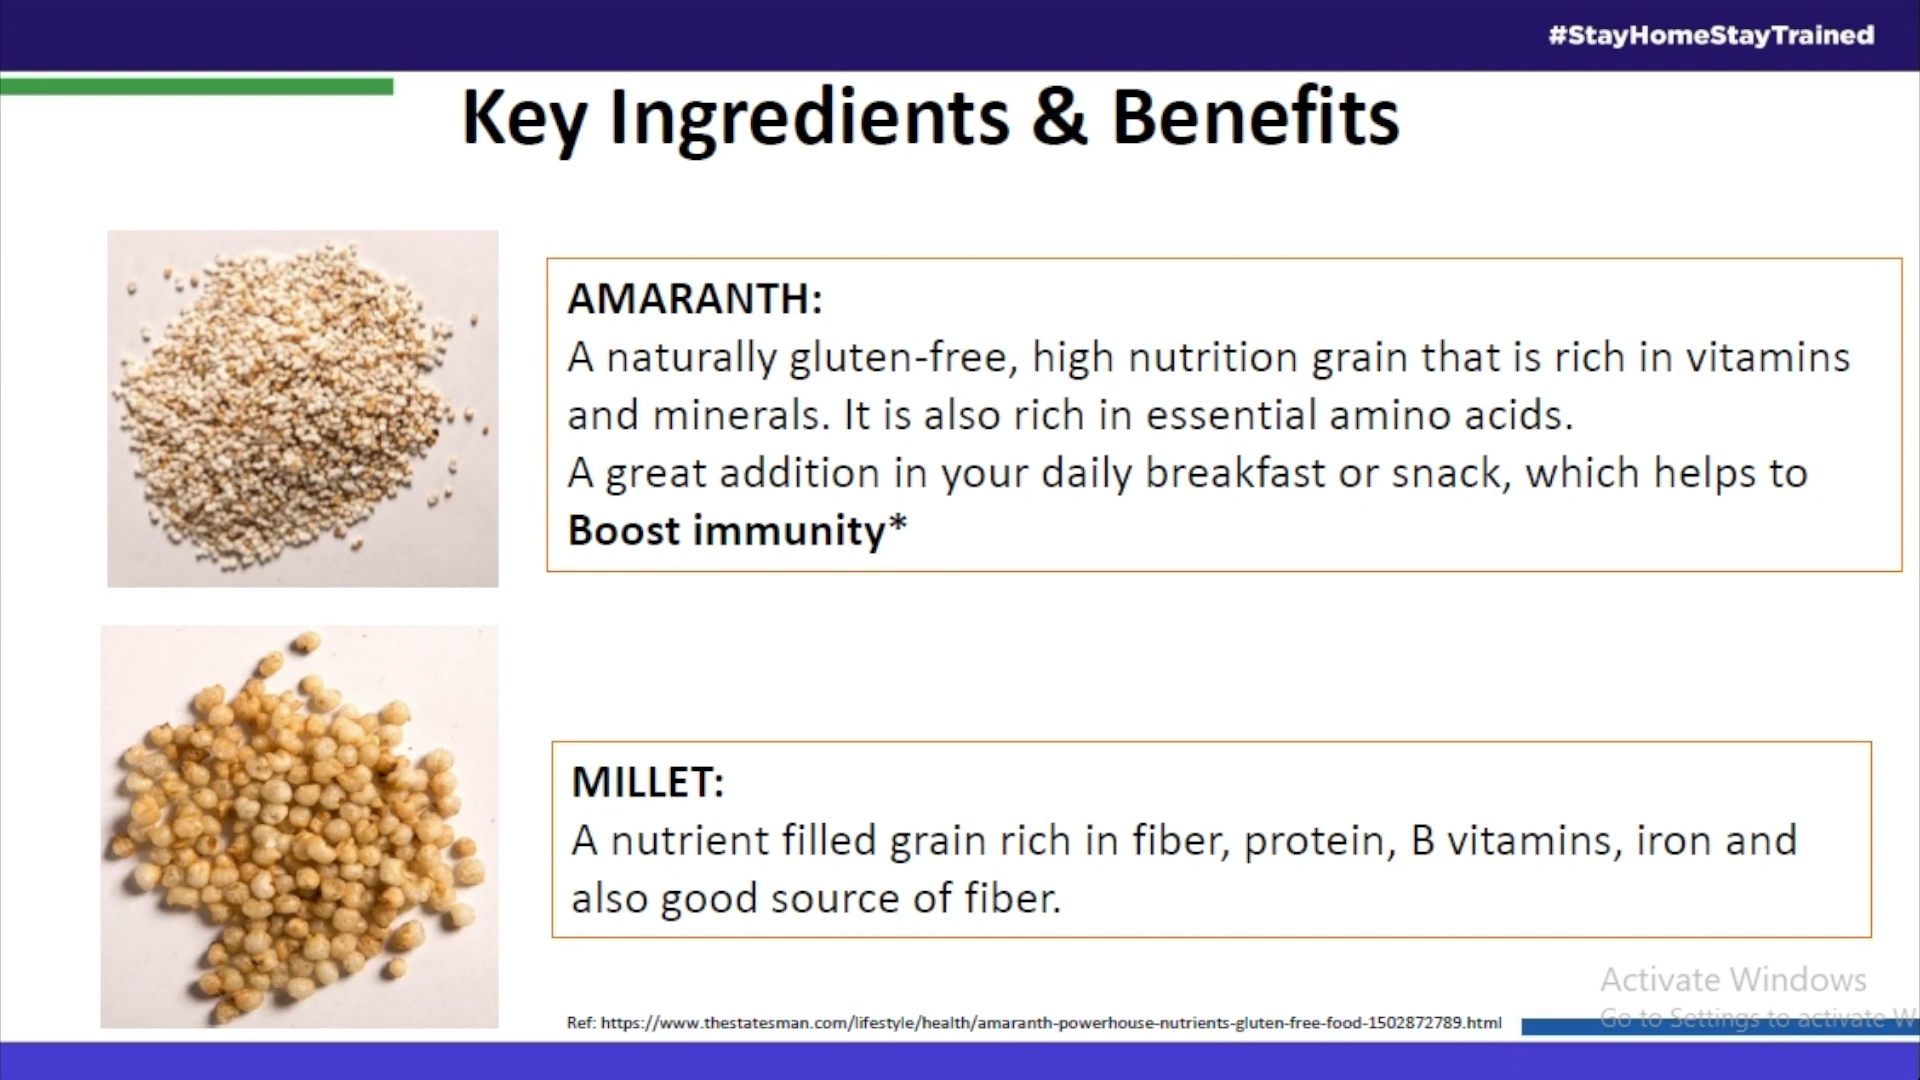 #StayHomeStayTrained
Key Ingredients & Benefits
AMARANTH:
A naturally gluten-free, high nutrition grain that is rich in vitamins
and minerals. It is also rich in essential amino acids.
A great addition in your daily breakfast or snack, which helps to
Boost immunity*
MILLET:
A nutrient filled grain rich in fiber, protein, B vitamins, iron and
also good source of fiber.
Activate Windows
Go to Settings to activate W
Ref: https://www.thestatesman.com/lifestyle/health/amaranth-powerhouse-nutrients-gluten-free-food-1502872789.html